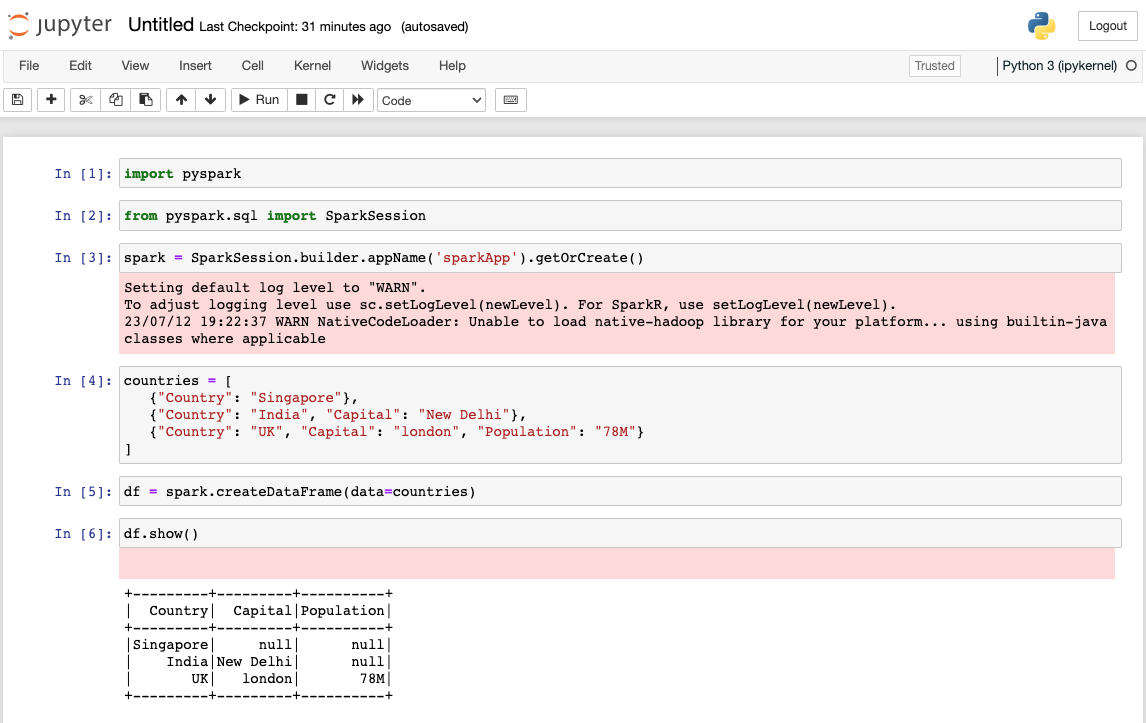 jupyter Untitled Last Checkpoint: 31 minutes ago (autosaved) Logout
File Edit View Insert Cell Kernel Widgets Help Trusted Python 3 (ipykernel)
Run Code
In [1]: import pyspark
In [2]: from pyspark.sql import SparkSession
In [3]: spark = SparkSession.builder.appName('sparkApp').getOrCreate()
Setting default log level to "WARN".
To adjust logging level use sc.setLogLevel(newLevel). For SparkR, use setLogLevel(newLevel).
23/07/12 19:22:37 WARN NativeCodeLoader: Unable to load native-hadoop library for your platform... using builtin-java
classes where applicable
In [4]: countries = [
   {"Country": "Singapore"},
   {"Country": "India", "Capital": "New Delhi"},
   {"Country": "UK", "Capital": "london", "Population": "78M"}
]
In [5]: df = spark.createDataFrame(data=countries)
In [6]: df.show()
+---------+---------+----------+
|  Country|  Capital|Population|
+---------+---------+----------+
|Singapore|     null|      null|
|    India|New Delhi|      null|
|       UK|   london|       78M|
+---------+---------+----------+